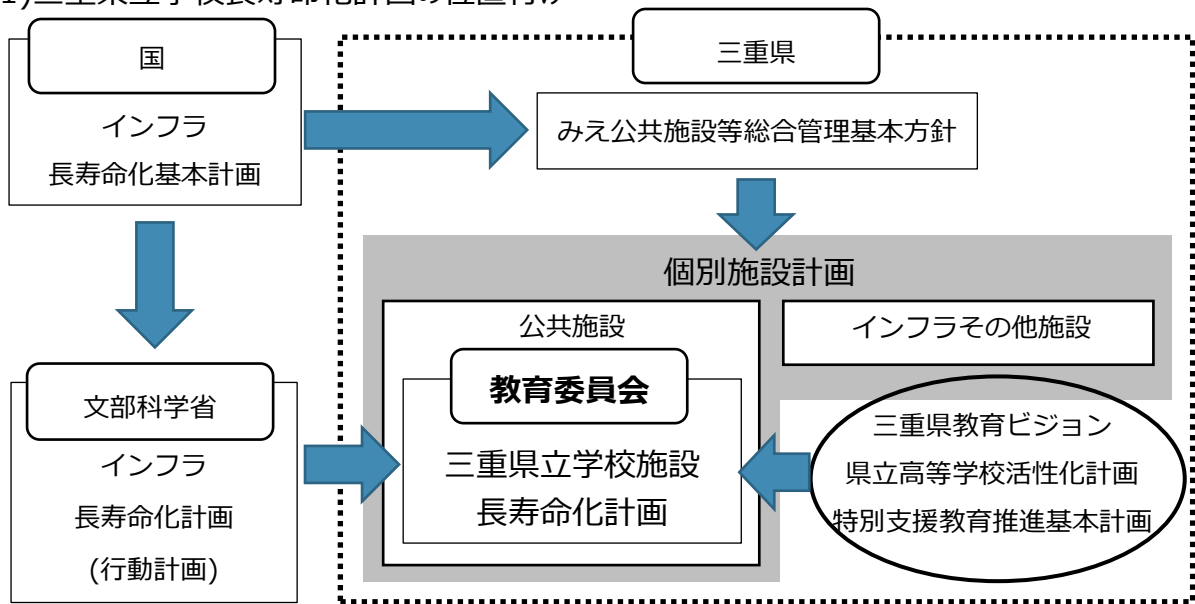 国
インフラ
長寿命化基本計画
三重県
みえ公共施設等総合管理基本方針
個別施設計画
公共施設
インフラその他施設
教育委員会
三重県立学校施設
長寿命化計画
文部科学省
インフラ
長寿命化計画
(行動計画)
三重県教育ビジョン
県立高等学校活性化計画
特別支援教育推進基本計画